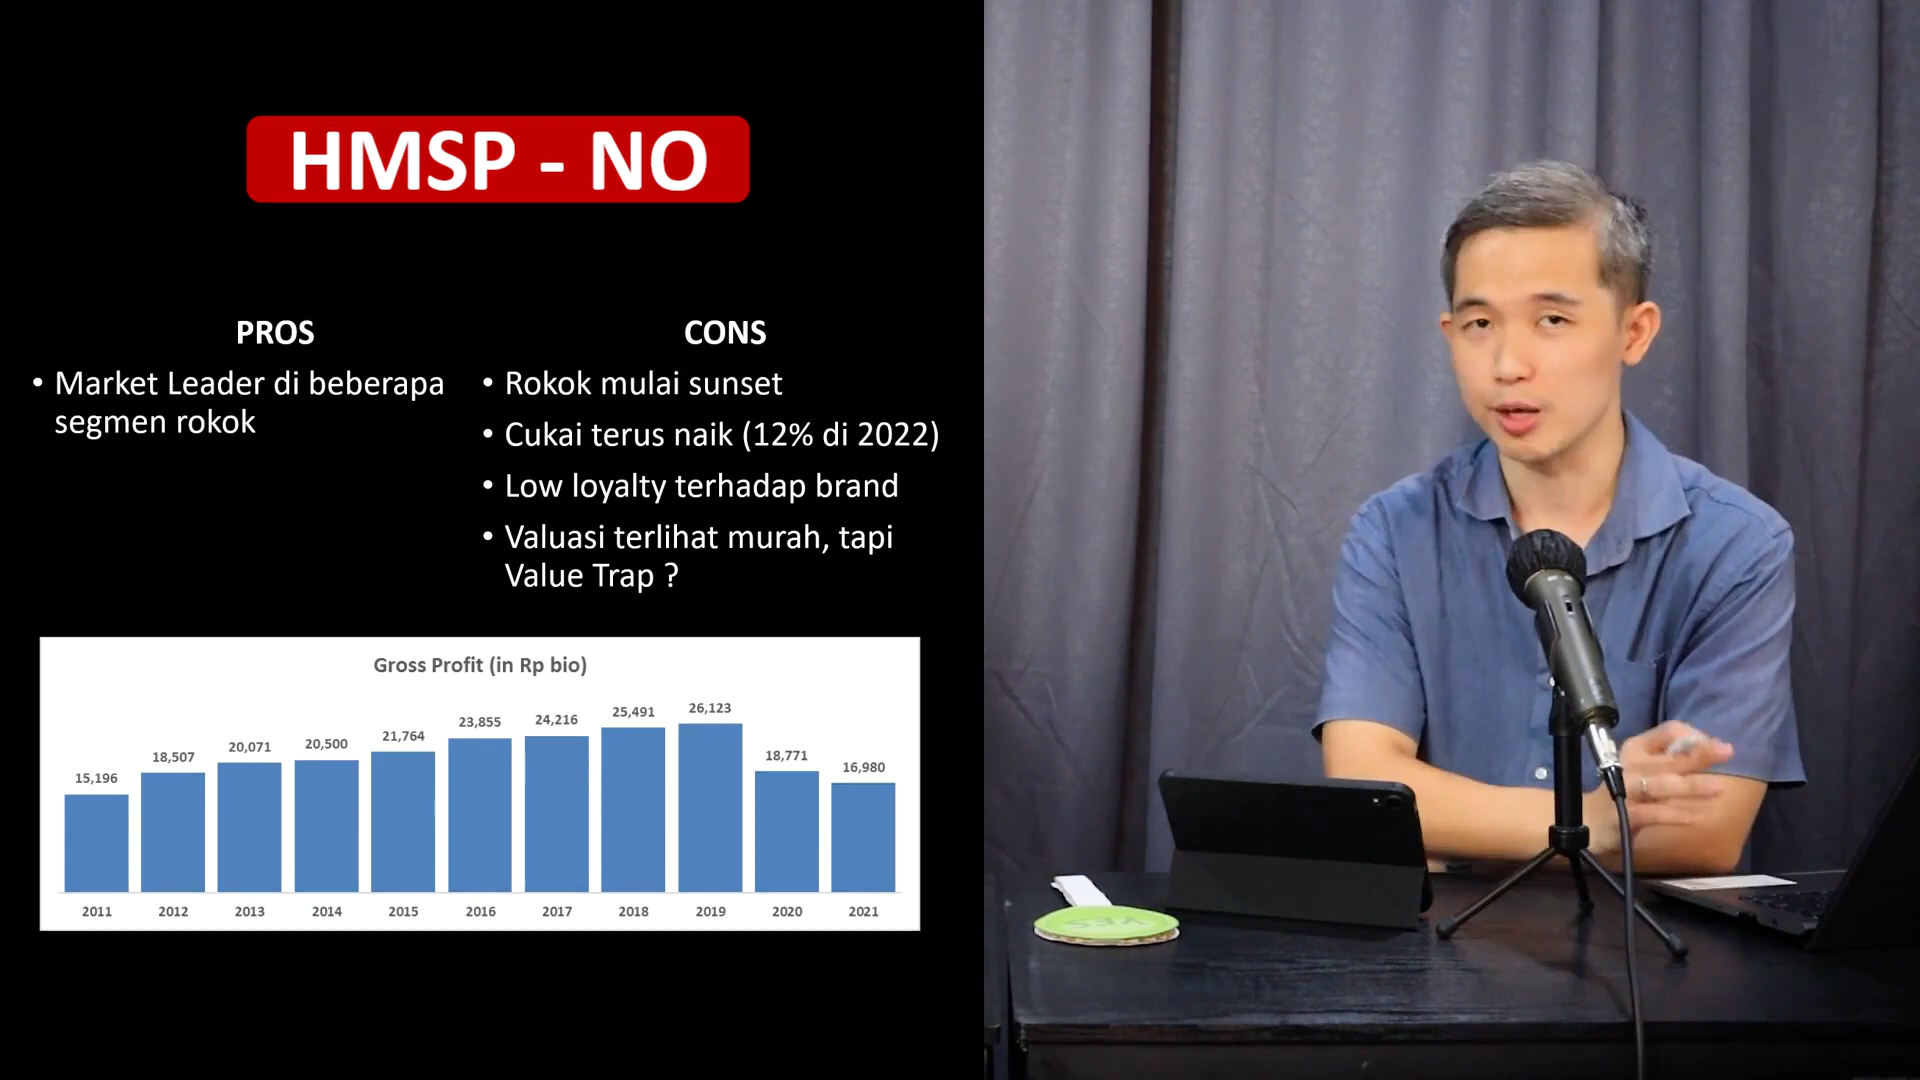 HMSP - NO
PROS
• Market Leader di beberapa
segmen rokok
CONS
• Rokok mulai sunset
• Cukai terus naik (12% di 2022)
• Low loyalty terhadap brand
• Valuasi terlihat murah, tapi
Value Trap ?
Gross Profit (in Rp bio)
15,196
18,507
20,071
20,500
21,764
23,855
24,216
25,491
26,123
18,771
16,980
2011
2012
2013
2014
2015
2016
2017
2018
2019
2020
2021
YES